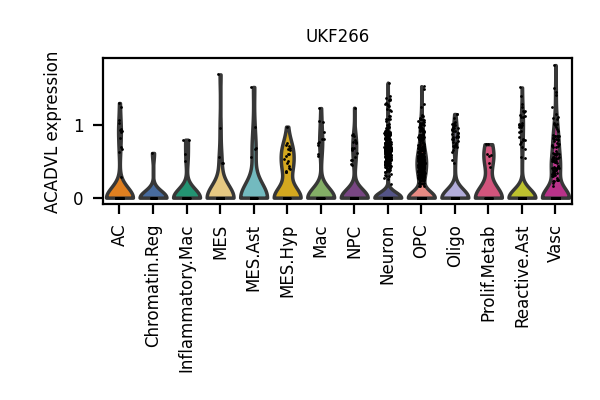 UKF266
ACADVL expression
1
0
AC
Chromatin.Reg
Inflammatory.Mac
MES
MES.Ast
MES.Hyp
Mac
NPC
Neuron
OPC
Oligo
Prolif.Metab
Reactive.Ast
Vasc